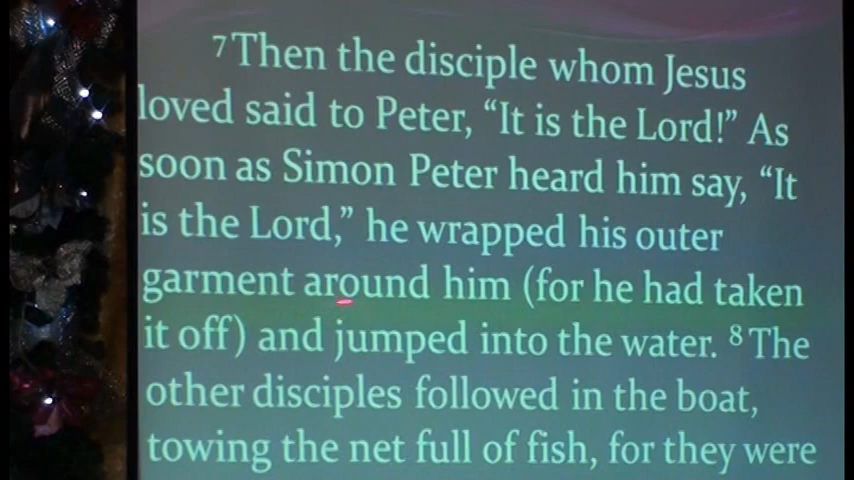 7 Then the disciple whom Jesus
loved said to Peter, “It is the Lord!” As
soon as Simon Peter heard him say, “It
is the Lord,” he wrapped his outer
garment around him (for he had taken
it off) and jumped into the water. 8 The
other disciples followed in the boat,
towing the net full of fish, for they were